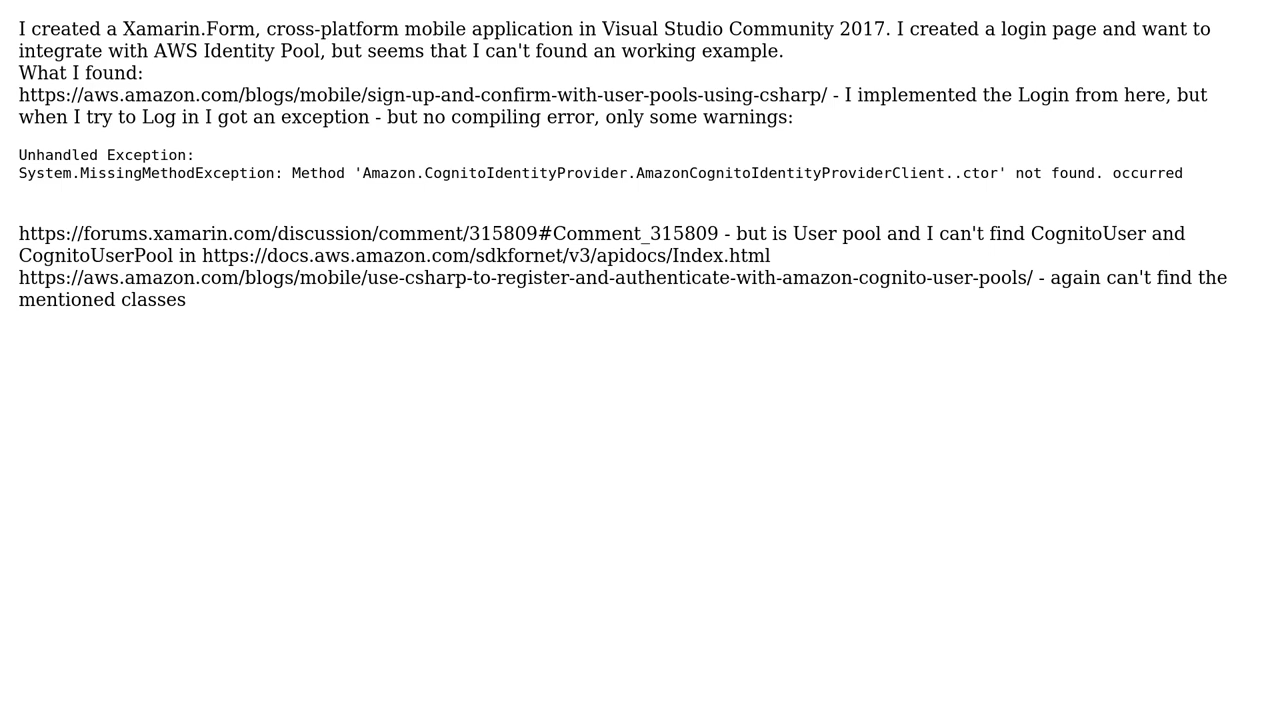 I created a Xamarin.Form, cross-platform mobile application in Visual Studio Community 2017. I created a login page and want to
integrate with AWS Identity Pool, but seems that I can't found an working example.
What I found:
https://aws.amazon.com/blogs/mobile/sign-up-and-confirm-with-user-pools-using-csharp/ - I implemented the Login from here, but
when I try to Log in I got an exception - but no compiling error, only some warnings:
Unhandled Exception:
System.MissingMethodException: Method 'Amazon.CognitoIdentityProvider.AmazonCognitoIdentityProviderClient..ctor' not found. occurred
https://forums.xamarin.com/discussion/comment/315809#Comment_315809 - but is User pool and I can't find CognitoUser and
CognitoUserPool in https://docs.aws.amazon.com/sdkfornet/v3/apidocs/Index.html
https://aws.amazon.com/blogs/mobile/use-csharp-to-register-and-authenticate-with-amazon-cognito-user-pools/ - again can't find the
mentioned classes